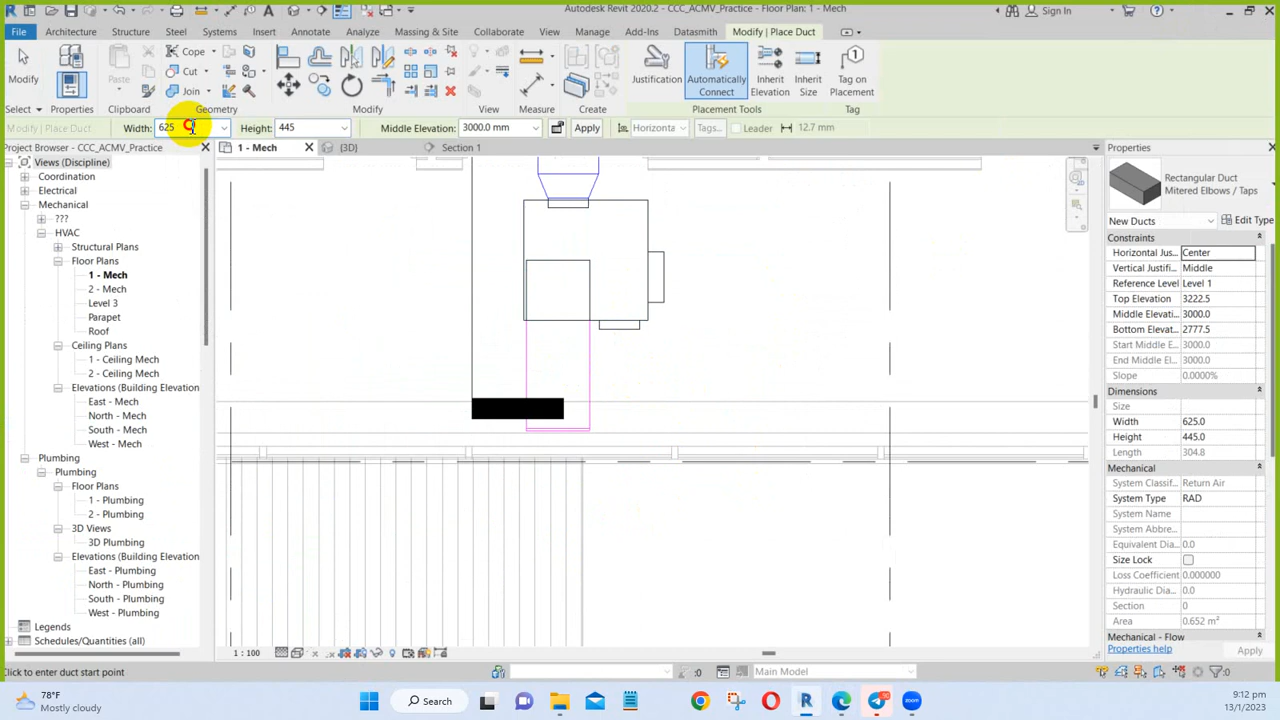 Autodesk Revit 2020.2 - CCC_ACMV_Practice - Floor Plan: 1 - Mech
Sign In
File Architecture Structure Steel Systems Insert Annotate Analyze Massing & Site Collaborate View Manage Add-Ins Datasmith Modify | Place Duct
Cope
Cut
Join
Modify Paste Justification Automatically Connect Inherit Elevation Inherit Size Tag on Placement
Select Properties Clipboard Geometry Modify View Measure Create Placement Tools Tag
Modify | Place Duct Width: 625 Height: 445 Middle Elevation: 3000.0 mm Apply Horizonta Tags... Leader 12.7 mm
Project Browser - CCC_ACMV_Practice
1 - Mech {3D} Section 1
Views (Discipline)
Coordination
Electrical
Mechanical
???
HVAC
Structural Plans
Floor Plans
1 - Mech
2 - Mech
Level 3
Parapet
Roof
Ceiling Plans
1 - Ceiling Mech
2 - Ceiling Mech
Elevations (Building Elevation
East - Mech
North - Mech
South - Mech
West - Mech
Plumbing
Plumbing
Floor Plans
1 - Plumbing
2 - Plumbing
3D Views
3D Plumbing
Elevations (Building Elevation
East - Plumbing
North - Plumbing
South - Plumbing
West - Plumbing
Legends
Schedules/Quantities (all)
1 : 100
Properties
Rectangular Duct
Mitered Elbows / Taps
New Ducts Edit Type
Constraints
Horizontal Jus... Center
Vertical Justifi... Middle
Reference Level Level 1
Top Elevation 3222.5
Middle Elevati... 3000.0
Bottom Elevat... 2777.5
Start Middle E... 3000.0
End Middle El... 3000.0
Slope 0.0000%
Dimensions
Size
Width 625.0
Height 445.0
Length 304.8
Mechanical
System Classif... Return Air
System Type RAD
System Name
System Abbre...
Equivalent Di... 0.0
Size Lock
Loss Coefficient 0.000000
Hydraulic Dia... 0.0
Section 0
Area 0.652 m²
Mechanical - Flow
Properties help Apply
Click to enter duct start point :0 Main Model :0
78°F
Mostly cloudy
Search
9:12 pm
13/1/2023